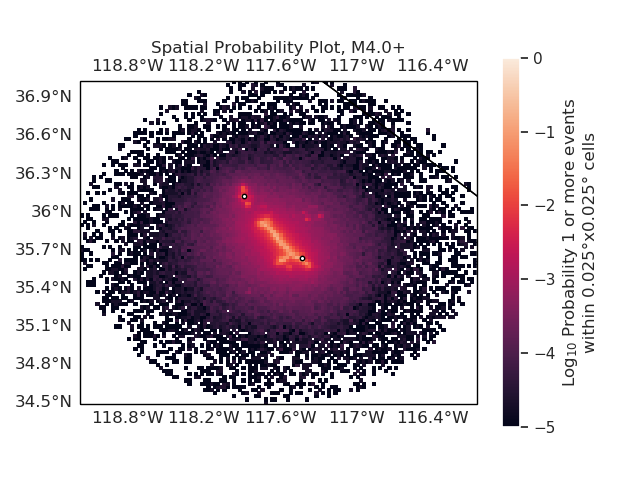 Spatial Probability Plot, M4.0+
118.8°W 118.2°W 117.6°W 117°W 116.4°W
36.9°N
36.6°N
36.3°N
36°N
35.7°N
35.4°N
35.1°N
34.8°N
34.5°N
118.8°W 118.2°W 117.6°W 117°W 116.4°W
0
−1
−2
−3
−4
−5
Log₁₀ Probability 1 or more events
within 0.025°x0.025° cells